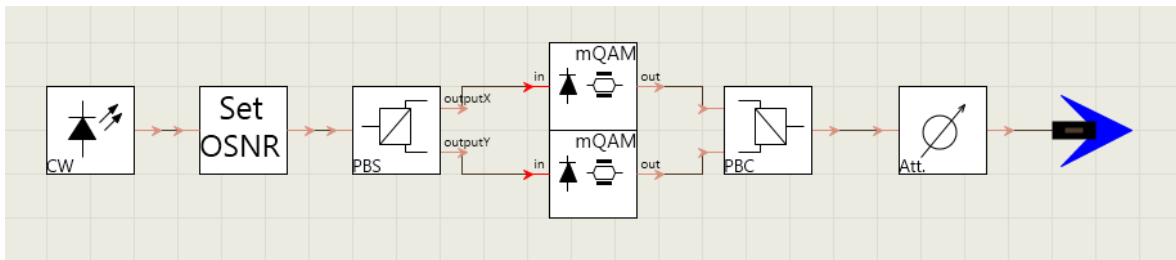 CW
Set
OSNR
PBS
outputX
outputY
in
mQAM
out
in
mQAM
out
PBC
Att.